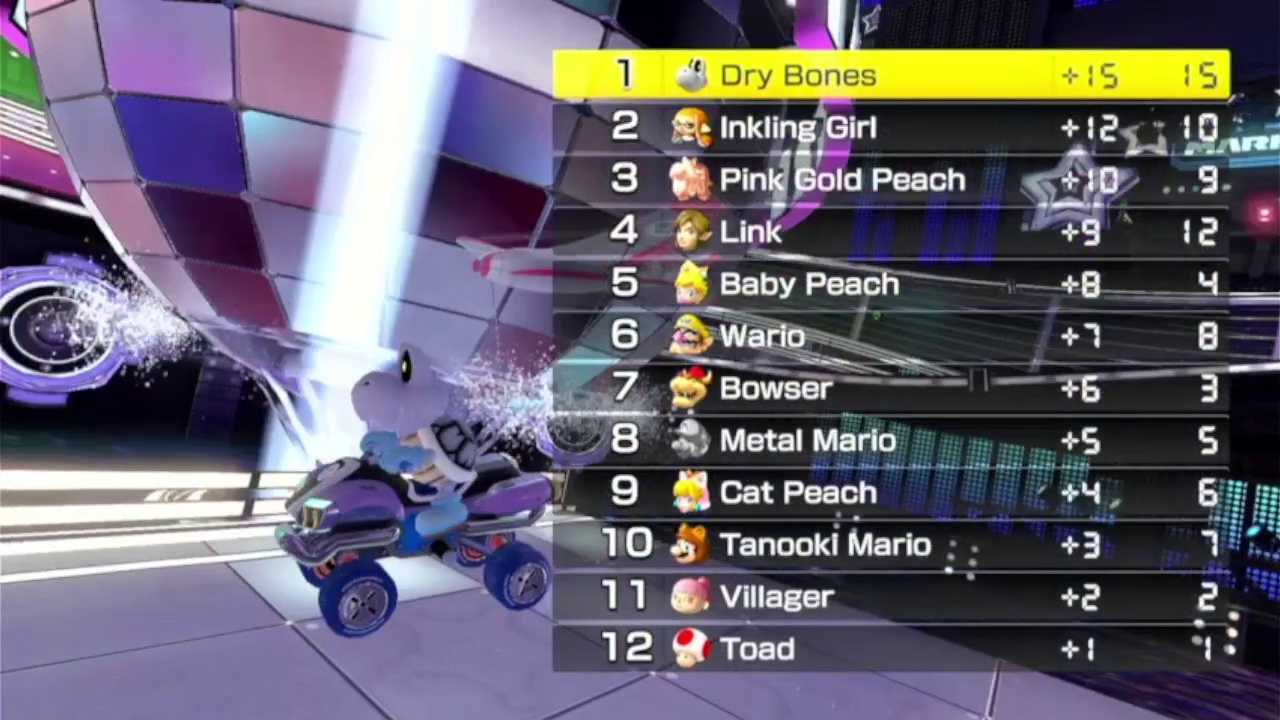 1 Dry Bones +15 15
2 Inkling Girl +12 10
3 Pink Gold Peach +10 9
4 Link +9 12
5 Baby Peach +8 4
6 Wario +7 8
7 Bowser +6 3
8 Metal Mario +5 5
9 Cat Peach +4 6
10 Tanooki Mario +3 7
11 Villager +2 2
12 Toad +1 1